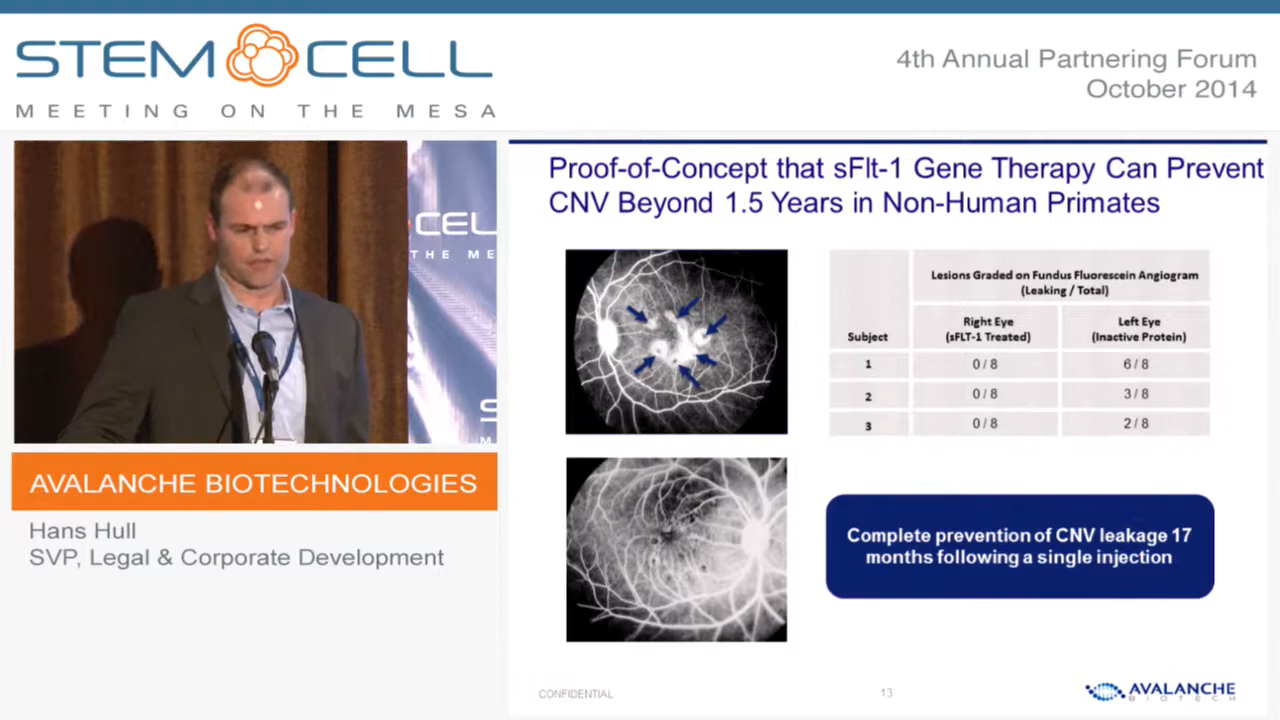 STEM CELL
MEETING ON THE MESA
4th Annual Partnering Forum
October 2014
CEL
THE ME
S
M
AVALANCHE BIOTECHNOLOGIES
Hans Hull
SVP, Legal & Corporate Development
Proof-of-Concept that sFlt-1 Gene Therapy Can Prevent
CNV Beyond 1.5 Years in Non-Human Primates
Lesions Graded on Fundus Fluorescein Angiogram
(Leaking / Total)
Subject
Right Eye
(sFLT-1 Treated)
Left Eye
(Inactive Protein)
1 0 / 8 6 / 8
2 0 / 8 3 / 8
3 0 / 8 2 / 8
Complete prevention of CNV leakage 17
months following a single injection
CONFIDENTIAL
13
AVALANCHE
BIOTECH